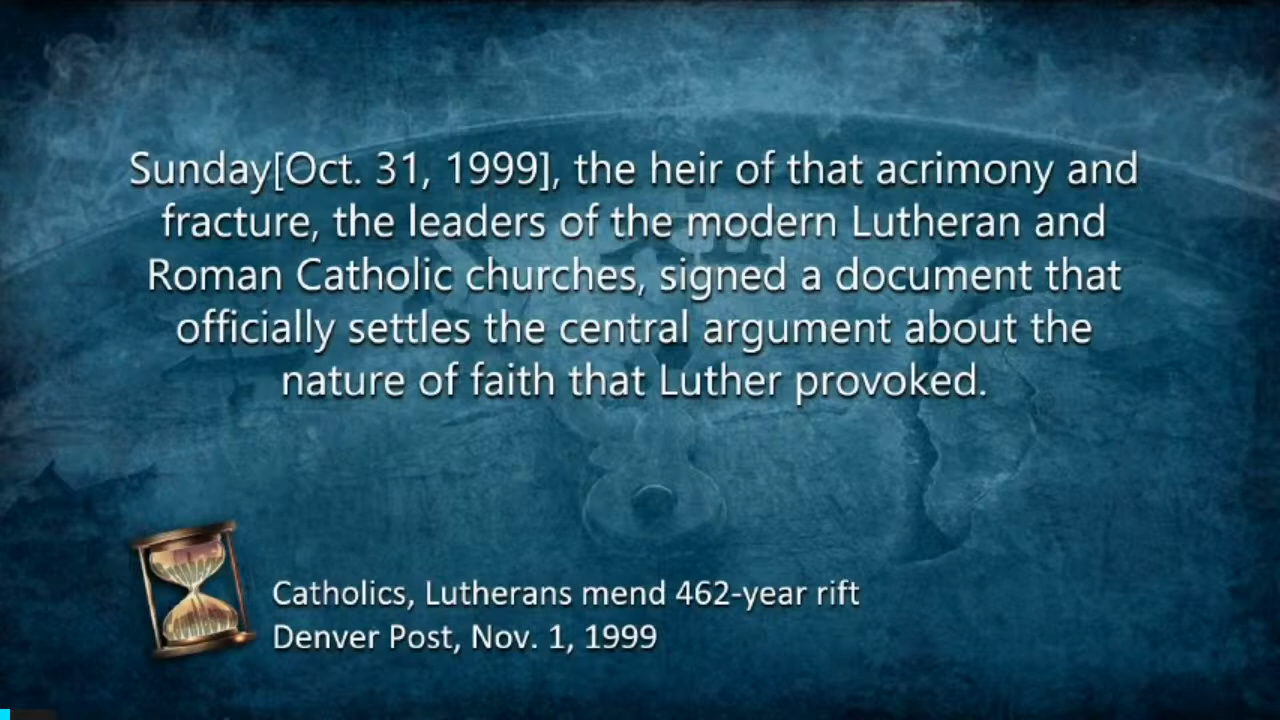 Sunday[Oct. 31, 1999], the heir of that acrimony and
fracture, the leaders of the modern Lutheran and
Roman Catholic churches, signed a document that
officially settles the central argument about the
nature of faith that Luther provoked.
Catholics, Lutherans mend 462-year rift
Denver Post, Nov. 1, 1999